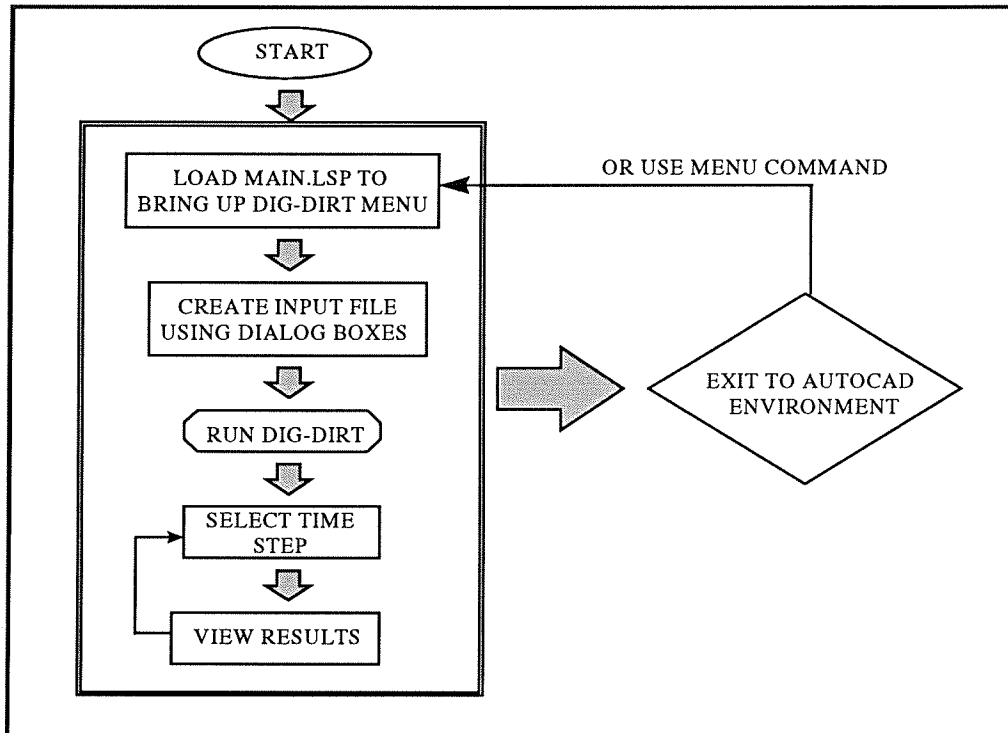 START
LOAD MAIN.LSP TO
BRING UP DIG-DIRT MENU
OR USE MENU COMMAND
CREATE INPUT FILE
USING DIALOG BOXES
EXIT TO AUTOCAD
ENVIRONMENT
RUN DIG-DIRT
SELECT TIME
STEP
VIEW RESULTS